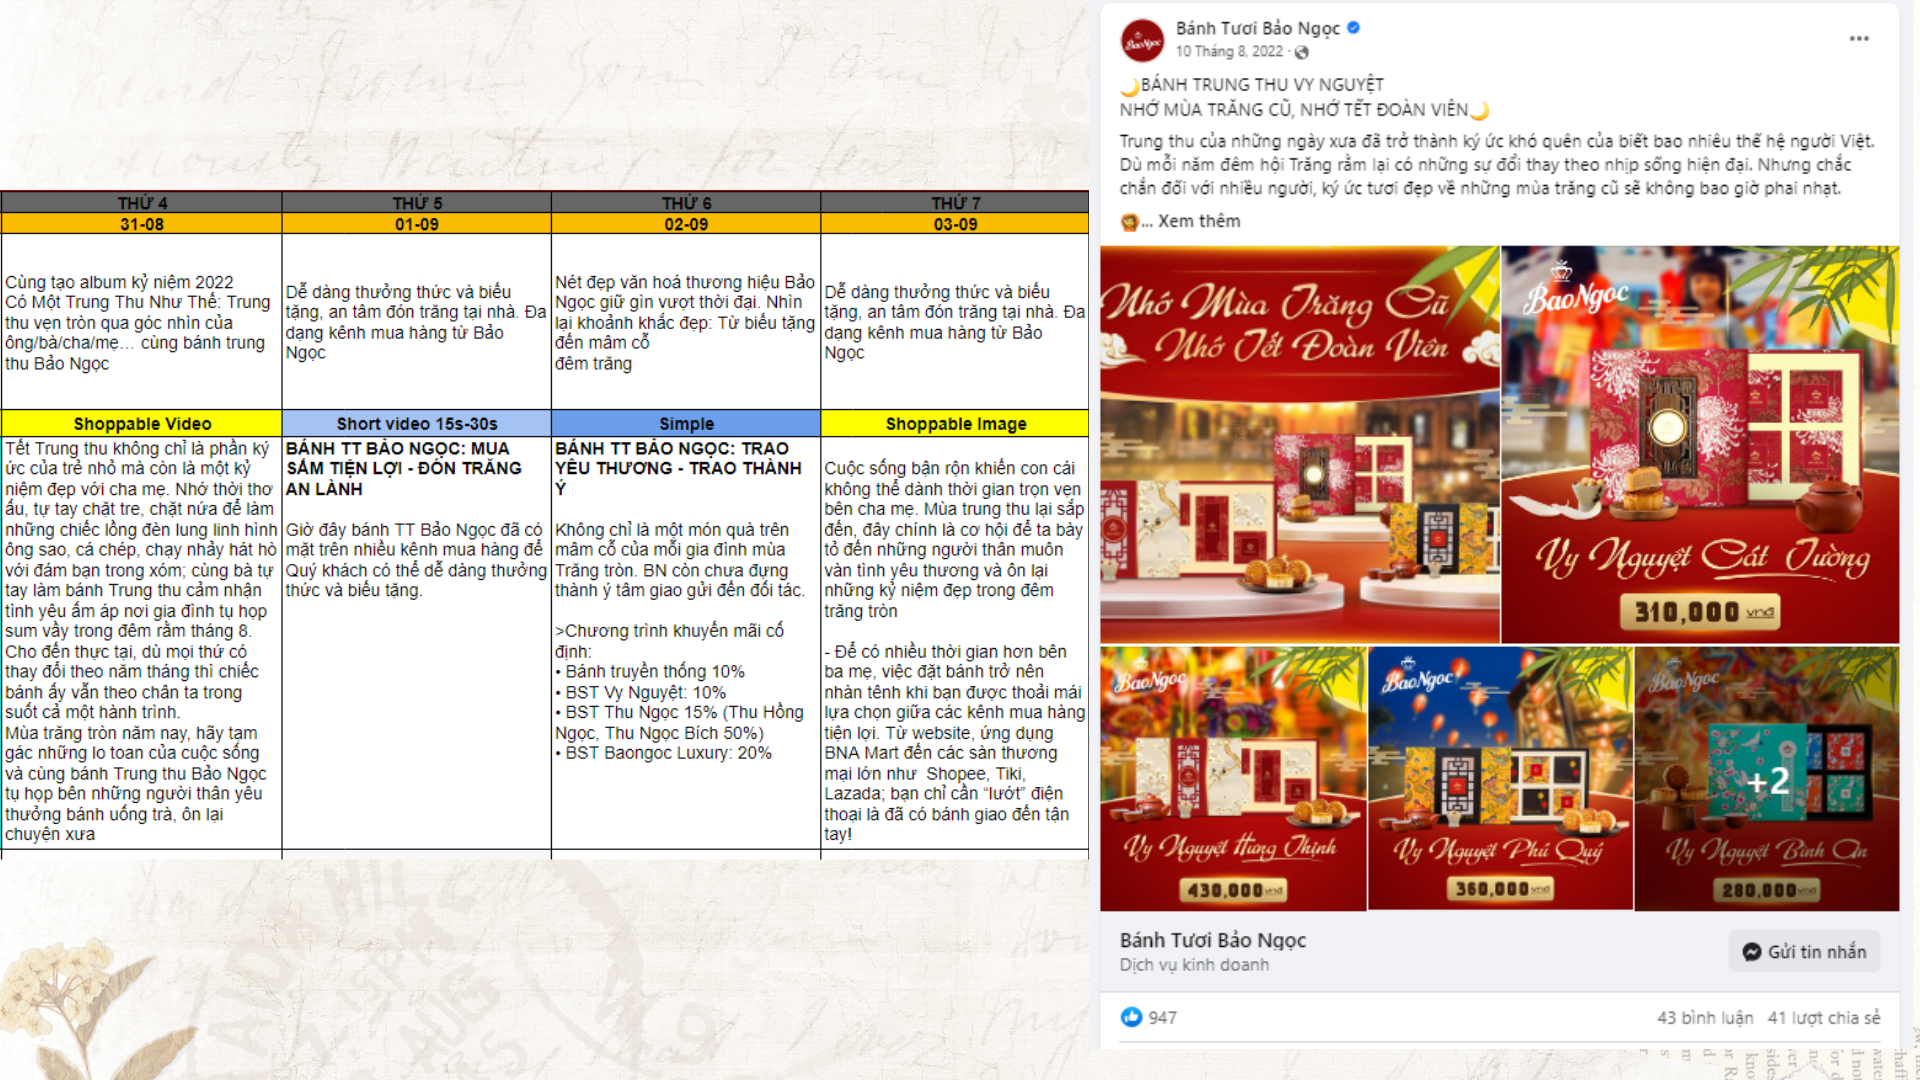 THỨ 4
31-08
Cùng tạo album kỷ niệm 2022
Có Một Trung Thu Như Thế: Trung
thu vẹn tròn qua góc nhìn của
ông/bà/cha/mẹ… cùng bánh trung
thu Bảo Ngọc
Shoppable Video
Tết Trung thu không chỉ là phần ký
ức của trẻ nhỏ mà còn là một kỷ
niệm đẹp với cha mẹ. Nhớ thời thơ
ấu, tự tay chặt tre, chặt nứa để làm
những chiếc lồng đèn lung linh hình
ông sao, cá chép, chạy nhảy hát hò
với đám bạn trong xóm; cùng bà tự
tay làm bánh Trung thu cảm nhận
tình yêu ấm áp nơi gia đình tụ họp
sum vầy trong đêm rằm tháng 8.
Cho đến thực tại, dù mọi thứ có
thay đổi theo năm tháng thì chiếc
bánh ấy vẫn theo chân ta trong
suốt cả một hành trình.
Mùa trăng tròn năm nay, hãy tạm
gác những lo toan của cuộc sống
và cùng bánh Trung thu Bảo Ngọc
tụ họp bên những người thân yêu
thưởng bánh uống trà, ôn lại
chuyện xưa
THỨ 5
01-09
Dễ dàng thưởng thức và biếu
tặng, an tâm đón trăng tại nhà. Đa
dạng kênh mua hàng từ Bảo
Ngọc
Short video 15s-30s
BÁNH TT BẢO NGỌC: MUA
SẮM TIỆN LỢI - ĐÓN TRĂNG
AN LÀNH
Giờ đây bánh TT Bảo Ngọc đã có
mặt trên nhiều kênh mua hàng để
Quý khách có thể dễ dàng thưởng
thức và biếu tặng.
THỨ 6
02-09
Nét đẹp văn hoá thương hiệu Bảo
Ngọc giữ gìn vượt thời đại. Nhìn
lại khoảnh khắc đẹp: Từ biếu tặng
đến mâm cỗ
đêm trăng
Simple
BÁNH TT BẢO NGỌC: TRAO
YÊU THƯƠNG - TRAO THÀNH
Ý
Không chỉ là một món quà trên
mâm cỗ của mỗi gia đình mùa
Trăng tròn. BN còn chưa đựng
thành ý tâm giao gửi đến đối tác.
>Chương trình khuyến mãi cố
định:
• Bánh truyền thống 10%
• BST Vy Nguyệt: 10%
• BST Thu Ngọc 15% (Thu Hồng
Ngọc, Thu Ngọc Bích 50%)
• BST Baongoc Luxury: 20%
THỨ 7
03-09
Dễ dàng thưởng thức và biếu
tặng, an tâm đón trăng tại nhà. Đa
dạng kênh mua hàng từ Bảo
Ngọc
Shoppable Image
Cuộc sống bận rộn khiến con cái
không thể dành thời gian trọn vẹn
bên cha mẹ. Mùa trung thu lại sắp
đến, đây chính là cơ hội để ta bày
tỏ đến những người thân muôn
vàn tình yêu thương và ôn lại
những kỷ niệm đẹp trong đêm
trăng tròn
- Để có nhiều thời gian hơn bên
ba mẹ, việc đặt bánh trở nên
nhàn tênh khi bạn được thoải mái
lựa chọn giữa các kênh mua hàng
tiện lợi. Từ website, ứng dụng
BNA Mart đến các sàn thương
mại lớn như Shopee, Tiki,
Lazada; bạn chỉ cần “lướt” điện
thoại là đã có bánh giao đến tận
tay!
Bánh Tươi Bảo Ngọc
10 Tháng 8, 2022 ·
🌙BÁNH TRUNG THU VY NGUYỆT
NHỚ MÙA TRĂNG CŨ, NHỚ TẾT ĐOÀN VIÊN🌙
Trung thu của những ngày xưa đã trở thành ký ức khó quên của biết bao nhiêu thế hệ người Việt.
Dù mỗi năm đêm hội Trăng rằm lại có những sự đổi thay theo nhịp sống hiện đại. Nhưng chắc
chắn đối với nhiều người, ký ức tươi đẹp về những mùa trăng cũ sẽ không bao giờ phai nhạt.
... Xem thêm
Nhớ Mùa Trăng Cũ
Nhớ Tết Đoàn Viên
BaoNgoc
Vy Nguyệt Cát Tường
310,000 vnđ
BaoNgoc
Vy Nguyệt Hưng Thịnh
430,000 vnđ
BaoNgoc
Vy Nguyệt Phú Quý
360,000 vnđ
BaoNgoc
+2
Vy Nguyệt Bình An
280,000 vnđ
Bánh Tươi Bảo Ngọc
Dịch vụ kinh doanh
Gửi tin nhắn
947
43 bình luận 41 lượt chia sẻ